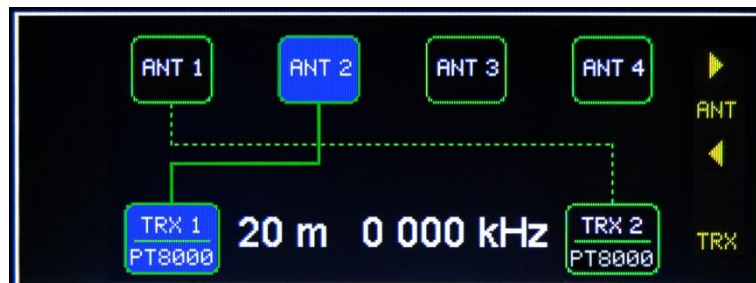 ANT 1 ANT 2 ANT 3 ANT 4
ANT
TRX 1 20 m 0 000 kHz TRX 2 TRX
PT8000 PT8000